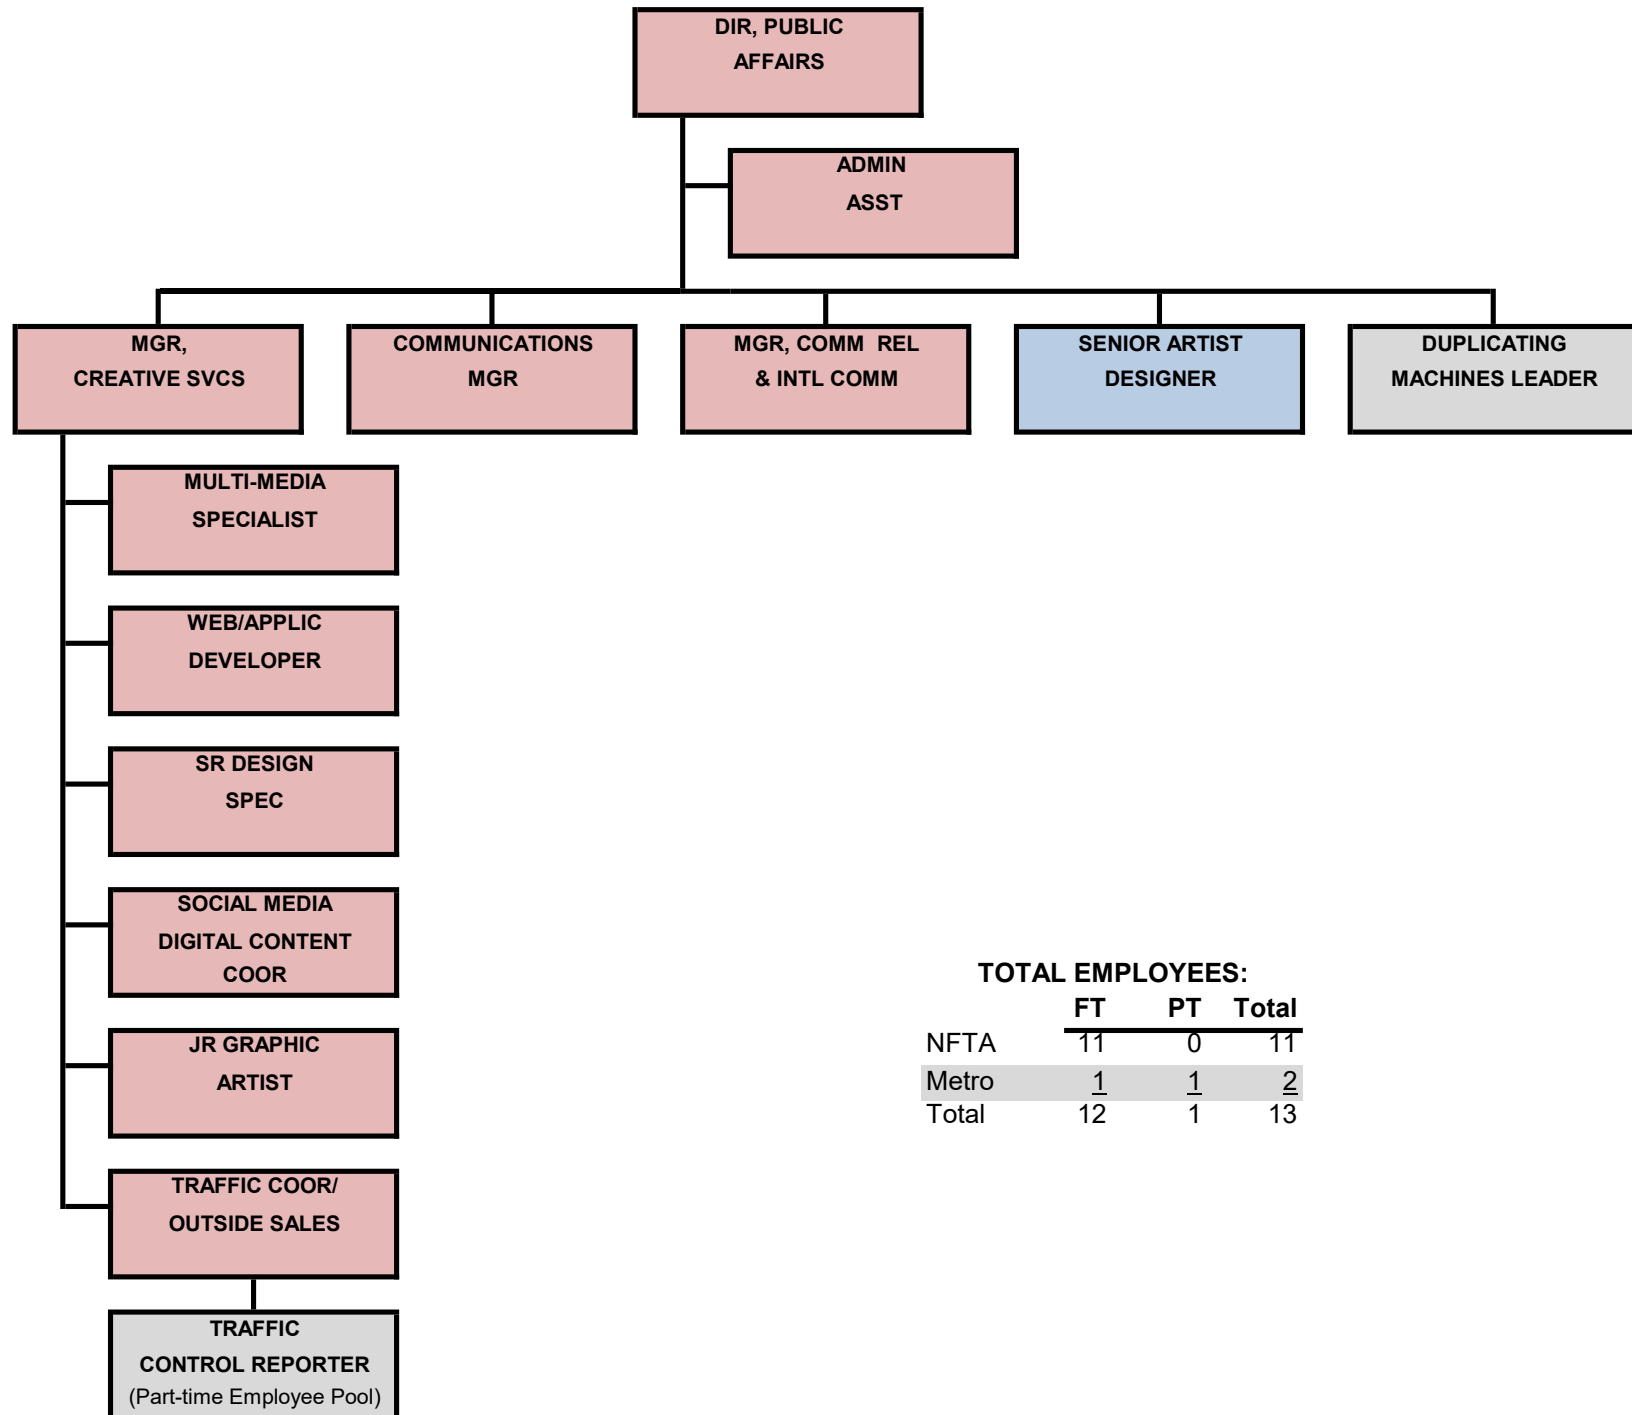 DIR, PUBLIC
AFFAIRS
ADMIN
ASST
MGR,
CREATIVE SVCS
COMMUNICATIONS
MGR
MGR, COMM  REL
& INTL COMM
SENIOR ARTIST
DESIGNER
DUPLICATING
MACHINES LEADER
MULTI-MEDIA
SPECIALIST
WEB/APPLIC
DEVELOPER
SR DESIGN
SPEC
SOCIAL MEDIA
DIGITAL CONTENT
COOR
JR GRAPHIC
ARTIST
TRAFFIC COOR/
OUTSIDE SALES
TRAFFIC
CONTROL REPORTER
(Part-time Employee Pool)
TOTAL EMPLOYEES:
FT PT Total
NFTA 11 0 11
Metro 1 1 2
Total 12 1 13